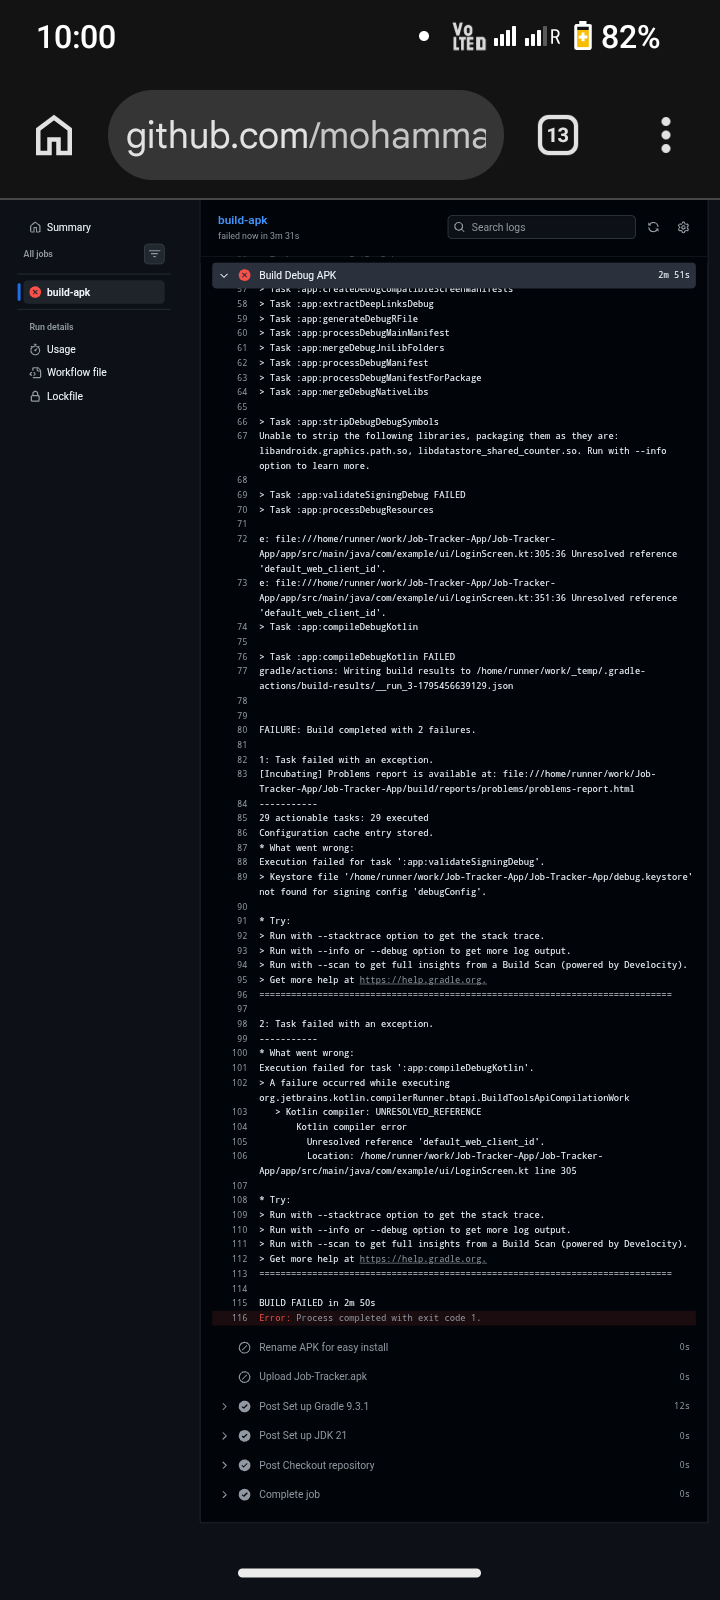 10:00
Vo LTED
R
82%
github.com/mohamma
13
Summary
All jobs
build-apk
Run details
Usage
Workflow file
Lockfile
build-apk
failed now in 3m 31s
Search logs
Build Debug APK 2m 51s
57 > Task :app:createDebugCompatibleScreenManifests
58 > Task :app:extractDeepLinksDebug
59 > Task :app:generateDebugRFile
60 > Task :app:processDebugMainManifest
61 > Task :app:mergeDebugJniLibFolders
62 > Task :app:processDebugManifest
63 > Task :app:processDebugManifestForPackage
64 > Task :app:mergeDebugNativeLibs
65
66 > Task :app:stripDebugDebugSymbols
67 Unable to strip the following libraries, packaging them as they are:
libandroidx.graphics.path.so, libdatastore_shared_counter.so. Run with --info
option to learn more.
68
69 > Task :app:validateSigningDebug FAILED
70 > Task :app:processDebugResources
71
72 e: file:///home/runner/work/Job-Tracker-App/Job-Tracker-
App/app/src/main/java/com/example/ui/LoginScreen.kt:305:36 Unresolved reference
'default_web_client_id'.
73 e: file:///home/runner/work/Job-Tracker-App/Job-Tracker-
App/app/src/main/java/com/example/ui/LoginScreen.kt:351:36 Unresolved reference
'default_web_client_id'.
74 > Task :app:compileDebugKotlin
75
76 > Task :app:compileDebugKotlin FAILED
77 gradle/actions: Writing build results to /home/runner/work/_temp/.gradle-
actions/build-results/__run_3-1795456639129.json
78
79
80 FAILURE: Build completed with 2 failures.
81
82 1: Task failed with an exception.
83 [Incubating] Problems report is available at: file:///home/runner/work/Job-
Tracker-App/Job-Tracker-App/build/reports/problems/problems-report.html
84 -----------
85 29 actionable tasks: 29 executed
86 Configuration cache entry stored.
87 * What went wrong:
88 Execution failed for task ':app:validateSigningDebug'.
89 > Keystore file '/home/runner/work/Job-Tracker-App/Job-Tracker-App/debug.keystore'
not found for signing config 'debugConfig'.
90
91 * Try:
92 > Run with --stacktrace option to get the stack trace.
93 > Run with --info or --debug option to get more log output.
94 > Run with --scan to get full insights from a Build Scan (powered by Develocity).
95 > Get more help at https://help.gradle.org.
96 ==============================================================================
97
98 2: Task failed with an exception.
99 -----------
100 * What went wrong:
101 Execution failed for task ':app:compileDebugKotlin'.
102 > A failure occurred while executing
org.jetbrains.kotlin.compilerRunner.btapi.BuildToolsApiCompilationWork
103 > Kotlin compiler: UNRESOLVED_REFERENCE
104 Kotlin compiler error
105 Unresolved reference 'default_web_client_id'.
106 Location: /home/runner/work/Job-Tracker-App/Job-Tracker-
App/app/src/main/java/com/example/ui/LoginScreen.kt line 305
107
108 * Try:
109 > Run with --stacktrace option to get the stack trace.
110 > Run with --info or --debug option to get more log output.
111 > Run with --scan to get full insights from a Build Scan (powered by Develocity).
112 > Get more help at https://help.gradle.org.
113 ==============================================================================
114
115 BUILD FAILED in 2m 50s
116 Error: Process completed with exit code 1.
Rename APK for easy install 0s
Upload Job-Tracker.apk 0s
Post Set up Gradle 9.3.1 12s
Post Set up JDK 21 0s
Post Checkout repository 0s
Complete job 0s